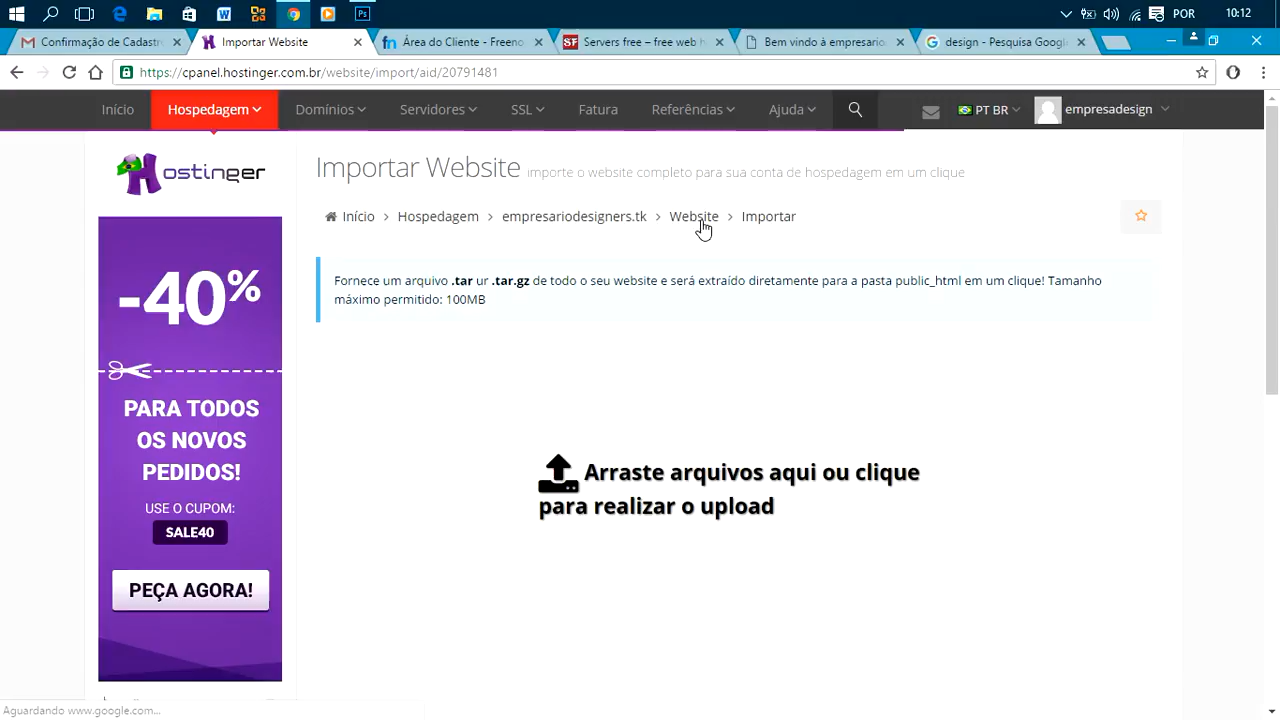 POR
10:12
Confirmação de Cadastr
Importar Website
Área do Cliente - Freeno
Servers free – free web h
Bem vindo à empresario
design - Pesquisa Googl
https://cpanel.hostinger.com.br/website/import/aid/20791481
Início
Hospedagem
Domínios
Servidores
SSL
Fatura
Referências
Ajuda
PT BR
empresadesign
Hostinger
Importar Website importe o website completo para sua conta de hospedagem em um clique
Início > Hospedagem > empresariodesigners.tk > Website > Importar
-40%
PARA TODOS
OS NOVOS
PEDIDOS!
USE O CUPOM:
SALE40
PEÇA AGORA!
Fornece um arquivo .tar ur .tar.gz de todo o seu website e será extraído diretamente para a pasta public_html em um clique! Tamanho
máximo permitido: 100MB
Arraste arquivos aqui ou clique
para realizar o upload
Aguardando www.google.com...